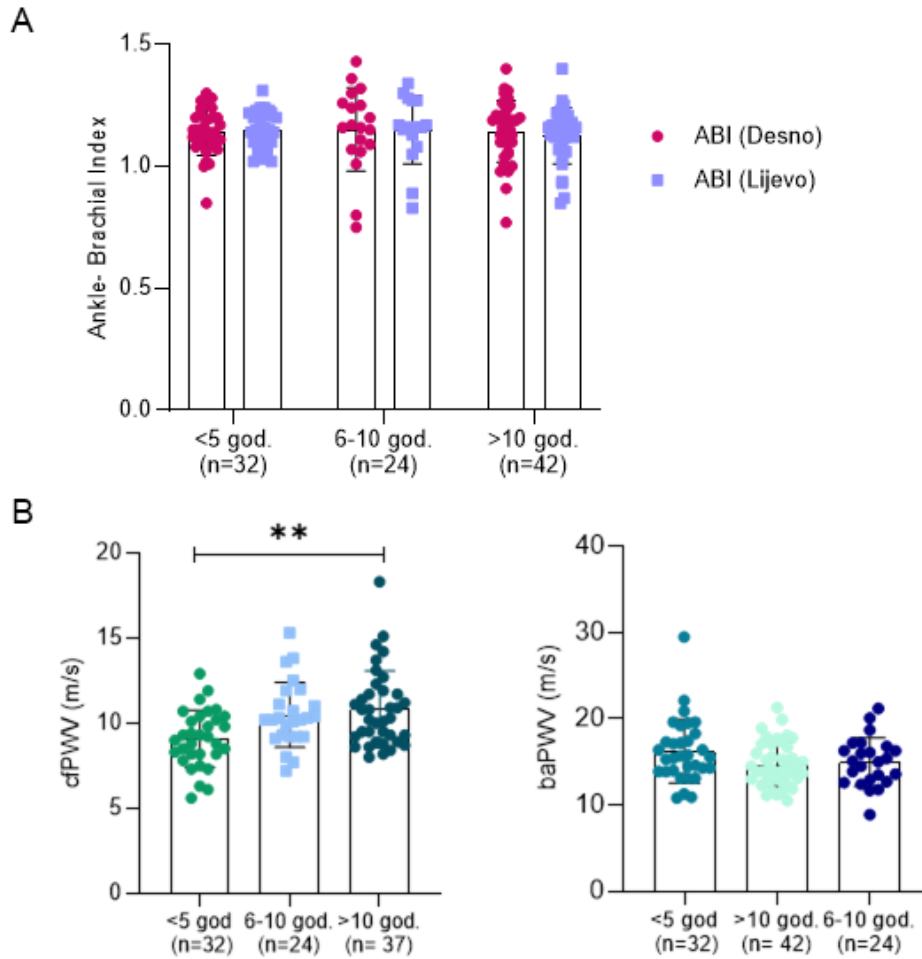 A
Ankle- Brachial Index
1.5
1.0
0.5
0.0
<5 god.
(n=32)
6-10 god.
(n=24)
>10 god.
(n=42)
ABI (Desno)
ABI (Lijevo)
B
**
dfPWV (m/s)
20
15
10
5
0
<5 god
(n=32)
6-10 god.
(n=24)
>10 god.
(n= 37)
baPWV (m/s)
40
30
20
10
0
<5 god
(n=32)
>10 god.
(n= 42)
6-10 god.
(n=24)